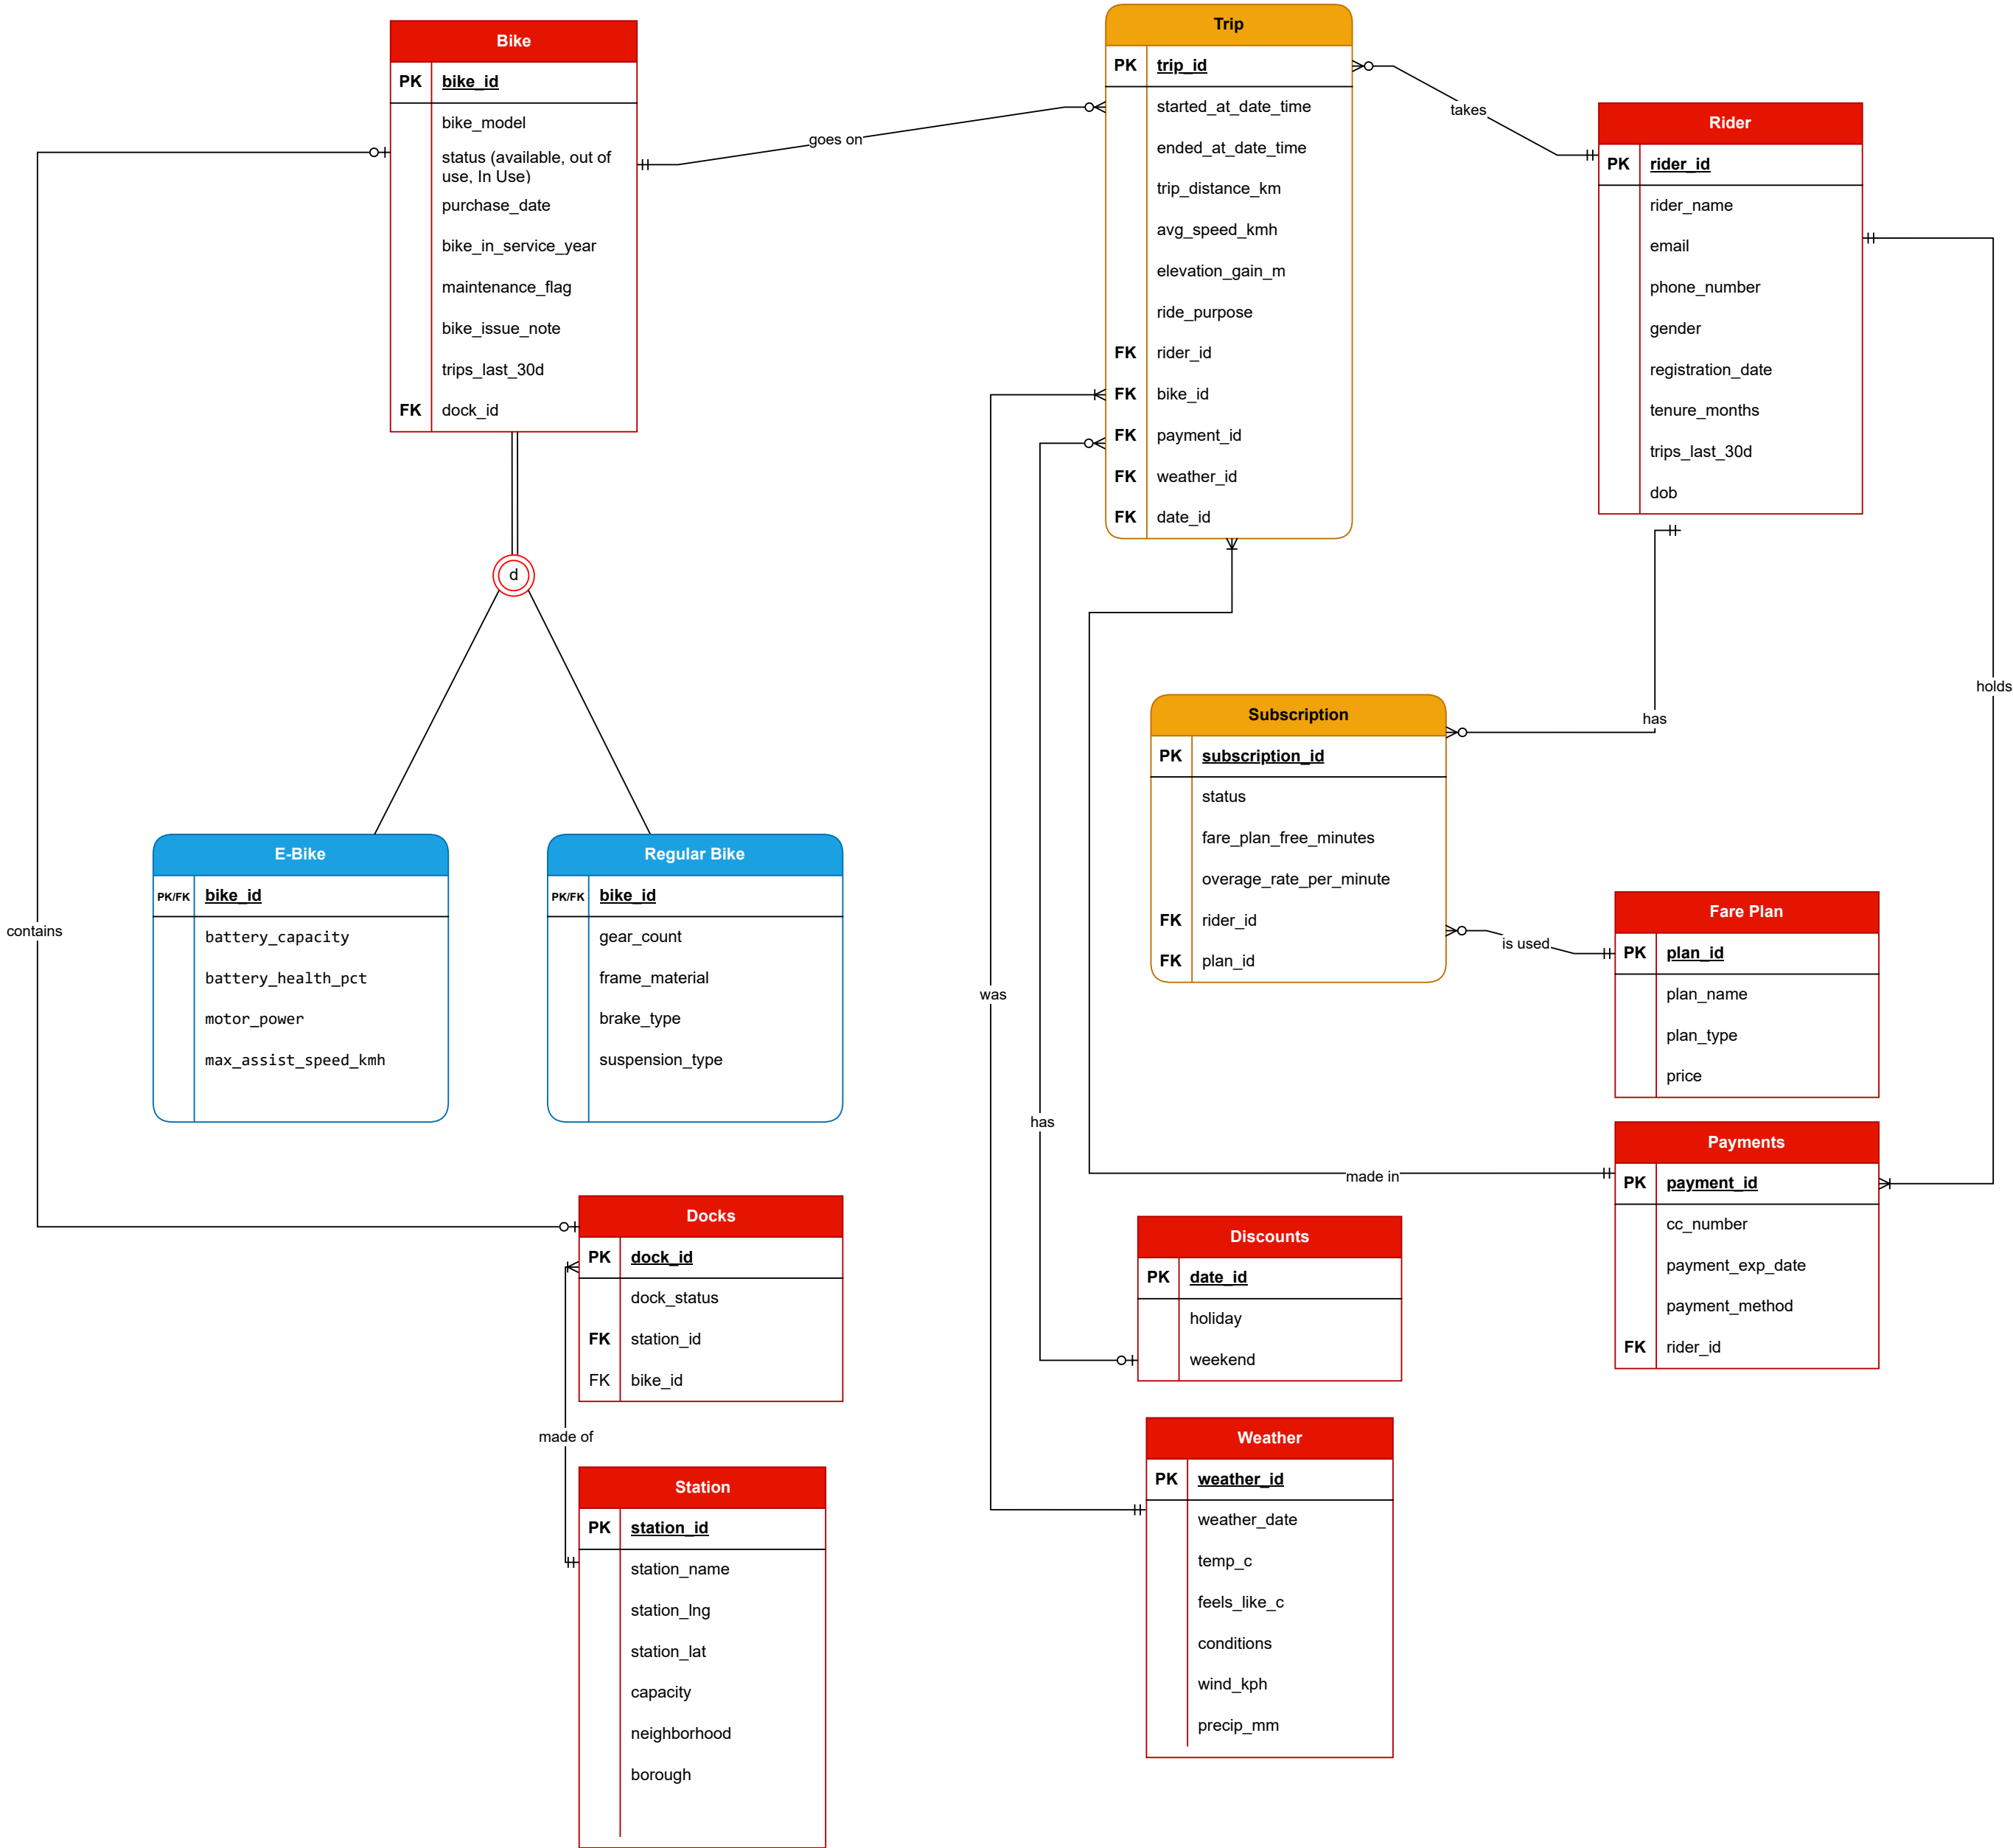 Bike
PK bike_id
bike_model
status (available, out of
use, In Use)
purchase_date
bike_in_service_year
maintenance_flag
bike_issue_note
trips_last_30d
FK dock_id
goes on
Trip
PK trip_id
started_at_date_time
ended_at_date_time
trip_distance_km
avg_speed_kmh
elevation_gain_m
ride_purpose
FK rider_id
FK bike_id
FK payment_id
FK weather_id
FK date_id
takes
Rider
PK rider_id
rider_name
email
phone_number
gender
registration_date
tenure_months
trips_last_30d
dob
holds
has
d
Subscription
PK subscription_id
status
fare_plan_free_minutes
overage_rate_per_minute
FK rider_id
FK plan_id
is used
Fare Plan
PK plan_id
plan_name
plan_type
price
E-Bike
PK/FK bike_id
battery_capacity
battery_health_pct
motor_power
max_assist_speed_kmh
Regular Bike
PK/FK bike_id
gear_count
frame_material
brake_type
suspension_type
contains
was
has
made in
Payments
PK payment_id
cc_number
payment_exp_date
payment_method
FK rider_id
Docks
PK dock_id
dock_status
FK station_id
FK bike_id
made of
Discounts
PK date_id
holiday
weekend
Station
PK station_id
station_name
station_lng
station_lat
capacity
neighborhood
borough
Weather
PK weather_id
weather_date
temp_c
feels_like_c
conditions
wind_kph
precip_mm